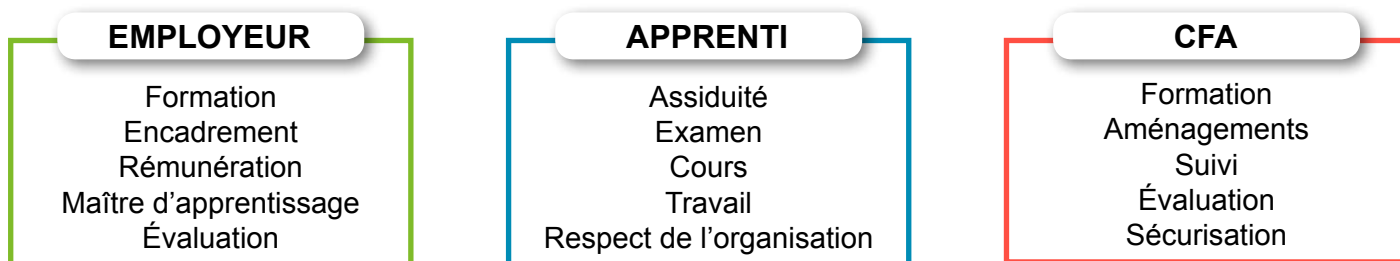 EMPLOYEUR
Formation
Encadrement
Rémunération
Maître d’apprentissage
Évaluation
APPRENTI
Assiduité
Examen
Cours
Travail
Respect de l’organisation
CFA
Formation
Aménagements
Suivi
Évaluation
Sécurisation